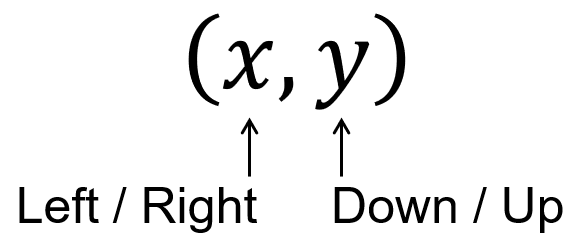 (x, y)
Left / Right Down / Up